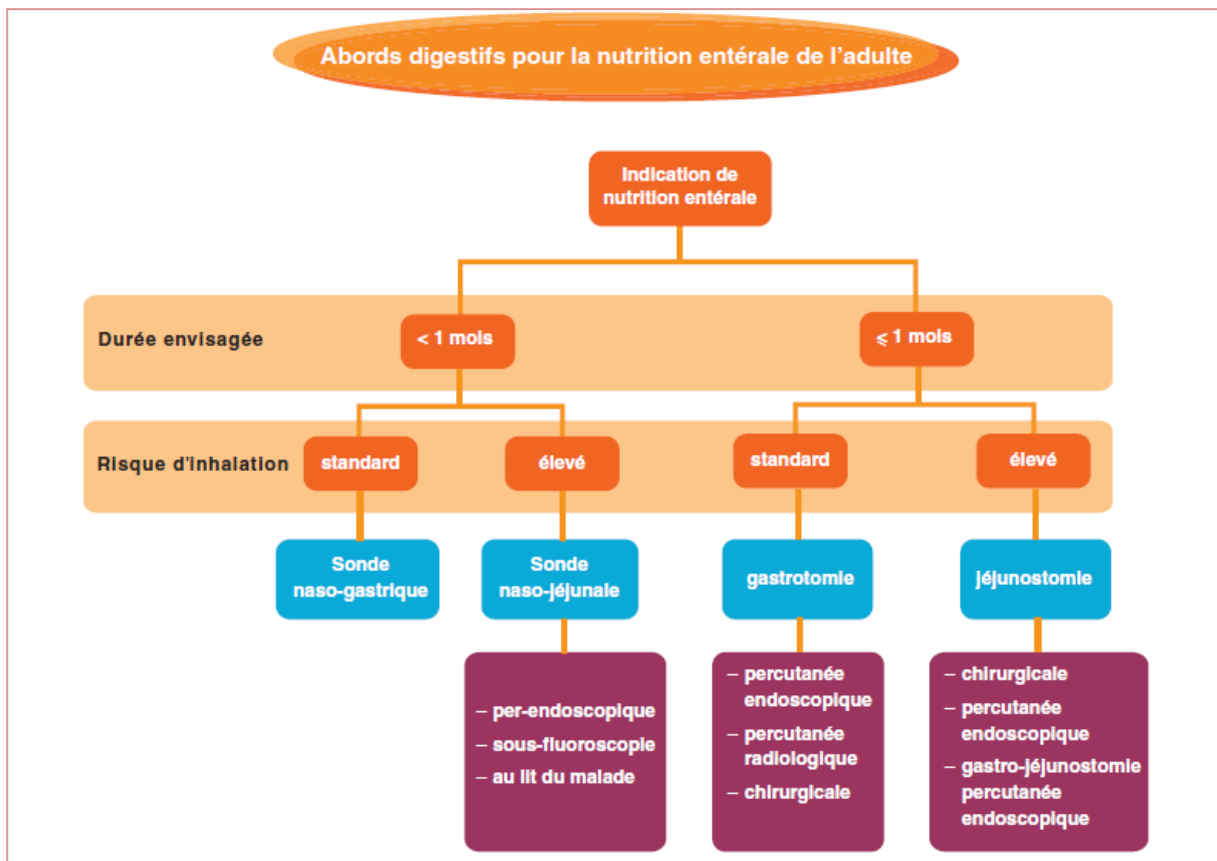 Abords digestifs pour la nutrition entérale de l'adulte
Indication de
nutrition entérale
Durée envisagée
< 1 mois
⩽ 1 mois
Risque d'inhalation
standard
élevé
standard
élevé
Sonde
naso-gastrique
Sonde
naso-jéjunale
gastrotomie
jéjunostomie
– per-endoscopique
– sous-fluoroscopie
– au lit du malade
– percutanée
endoscopique
– percutanée
radiologique
– chirurgicale
– chirurgicale
– percutanée
endoscopique
– gastro-jéjunostomie
percutanée
endoscopique